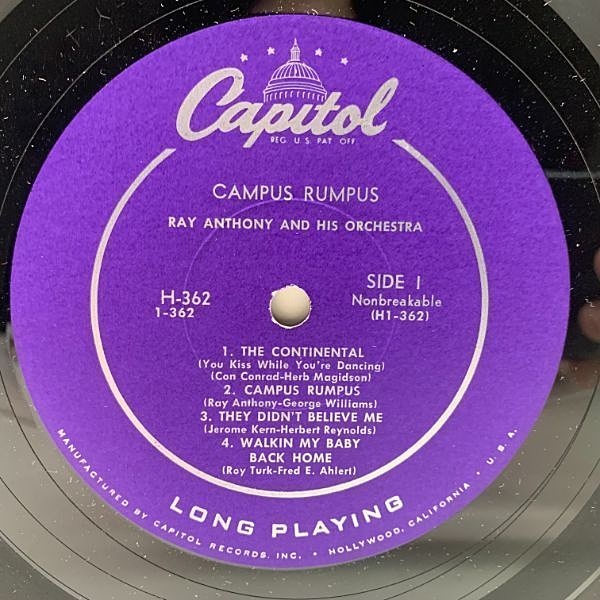 Capitol
REG. U.S. PAT. OFF.
CAMPUS RUMPUS
RAY ANTHONY AND HIS ORCHESTRA
H-362
1-362
SIDE 1
Nonbreakable
(H1-362)
1. THE CONTINENTAL
(You Kiss While You're Dancing)
(Con Conrad-Herb Magidson)
2. CAMPUS RUMPUS
(Ray Anthony-George Williams)
3. THEY DIDN'T BELIEVE ME
(Jerome Kern-Herbert Reynolds)
4. WALKIN MY BABY
BACK HOME
(Roy Turk-Fred E. Ahlert)
LONG PLAYING
MANUFACTURED BY CAPITOL RECORDS, INC. • HOLLYWOOD, CALIFORNIA • U.S.A.